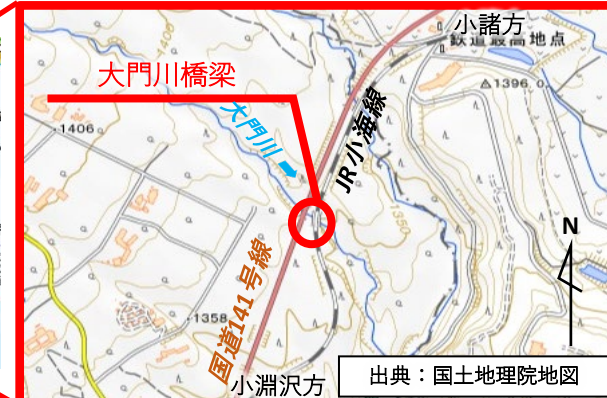 小諸方
鉄道最高地点
1406
大門川橋梁
1396.0
大門川
JR小海線
1406
1350
N
国道141号線
1358
小淵沢方
出典：国土地理院地図